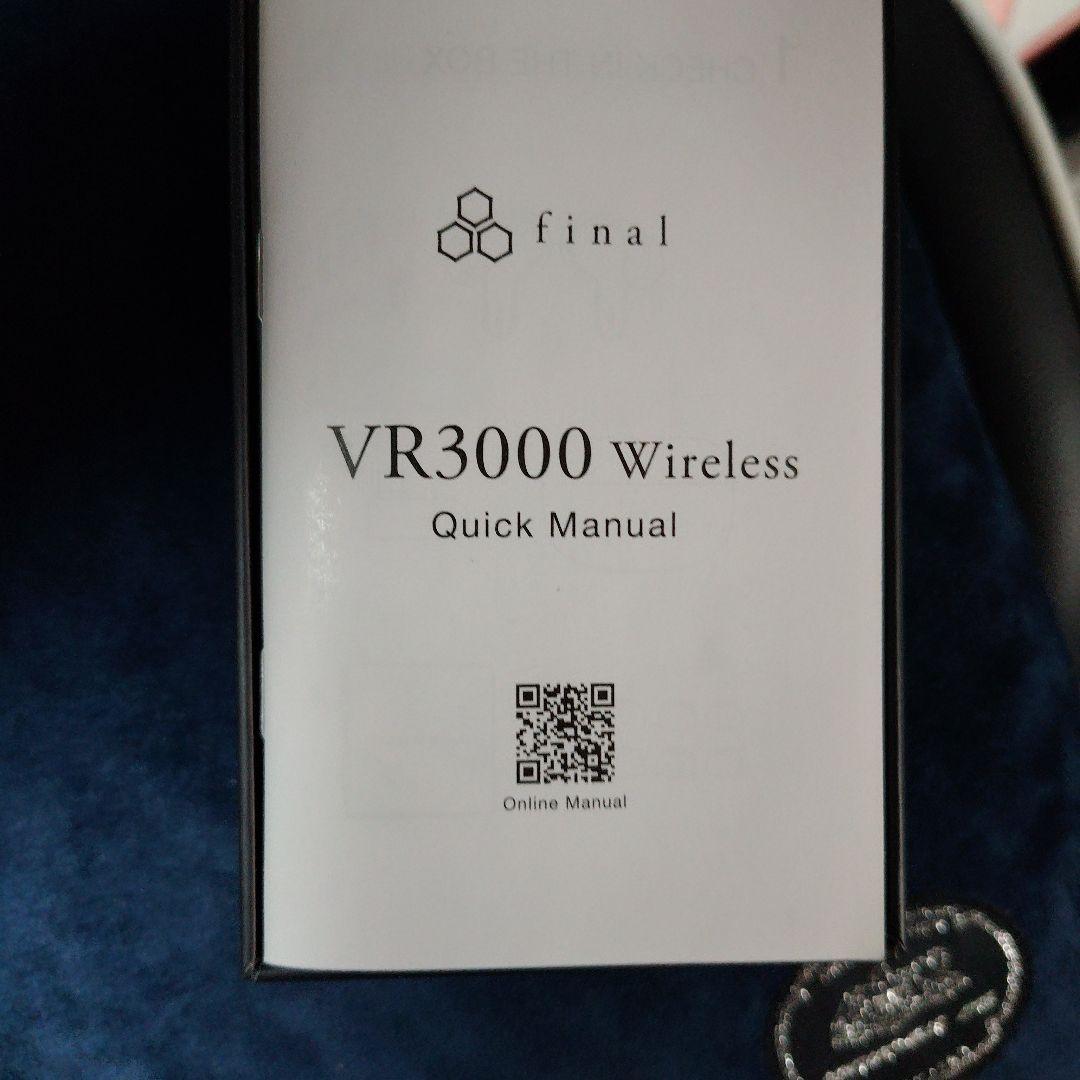 final
VR3000 Wireless
Quick Manual
Online Manual